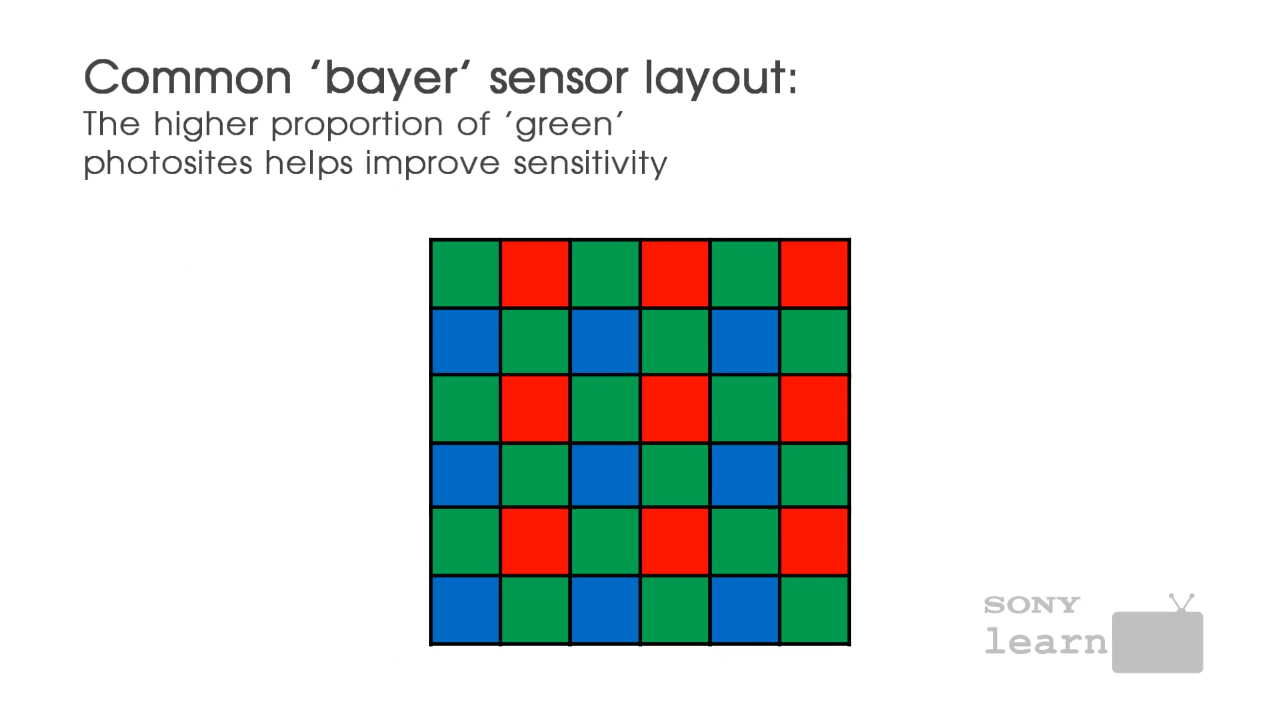 Common ‘bayer’ sensor layout:
The higher proportion of ‘green’
photosites helps improve sensitivity
SONY
learn